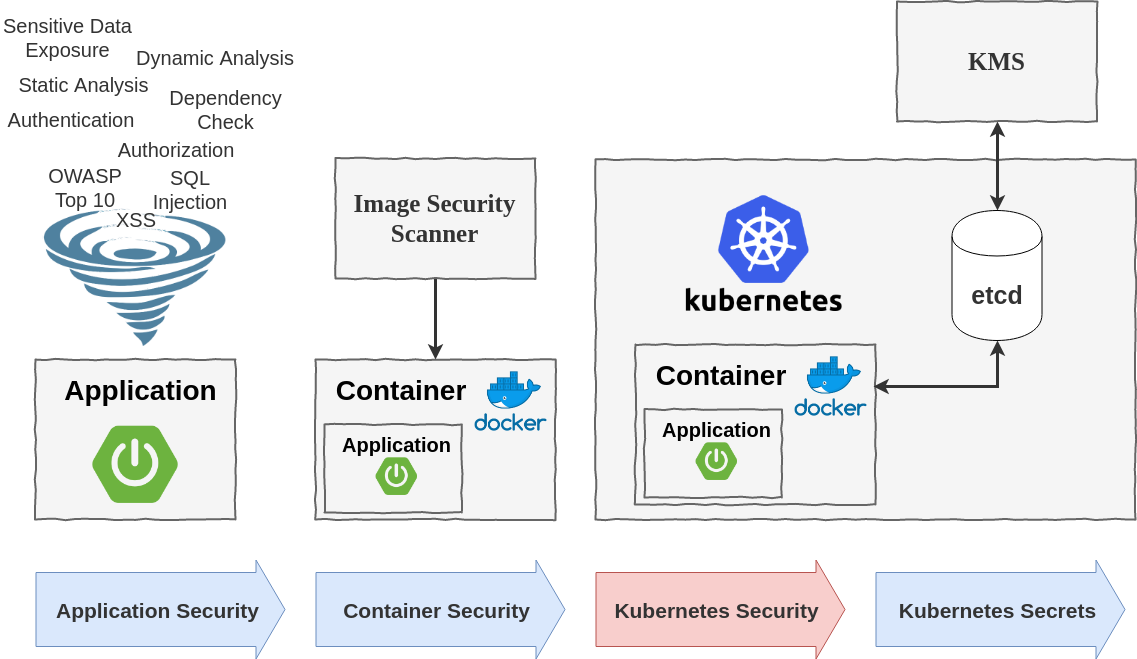 Sensitive Data
Exposure
Dynamic Analysis
Static Analysis
Dependency
Check
Authentication
Authorization
OWASP
Top 10
SQL
Injection
XSS
Application
Image Security
Scanner
Container
docker
Application
KMS
kubernetes
etcd
Container
docker
Application
Application Security
Container Security
Kubernetes Security
Kubernetes Secrets